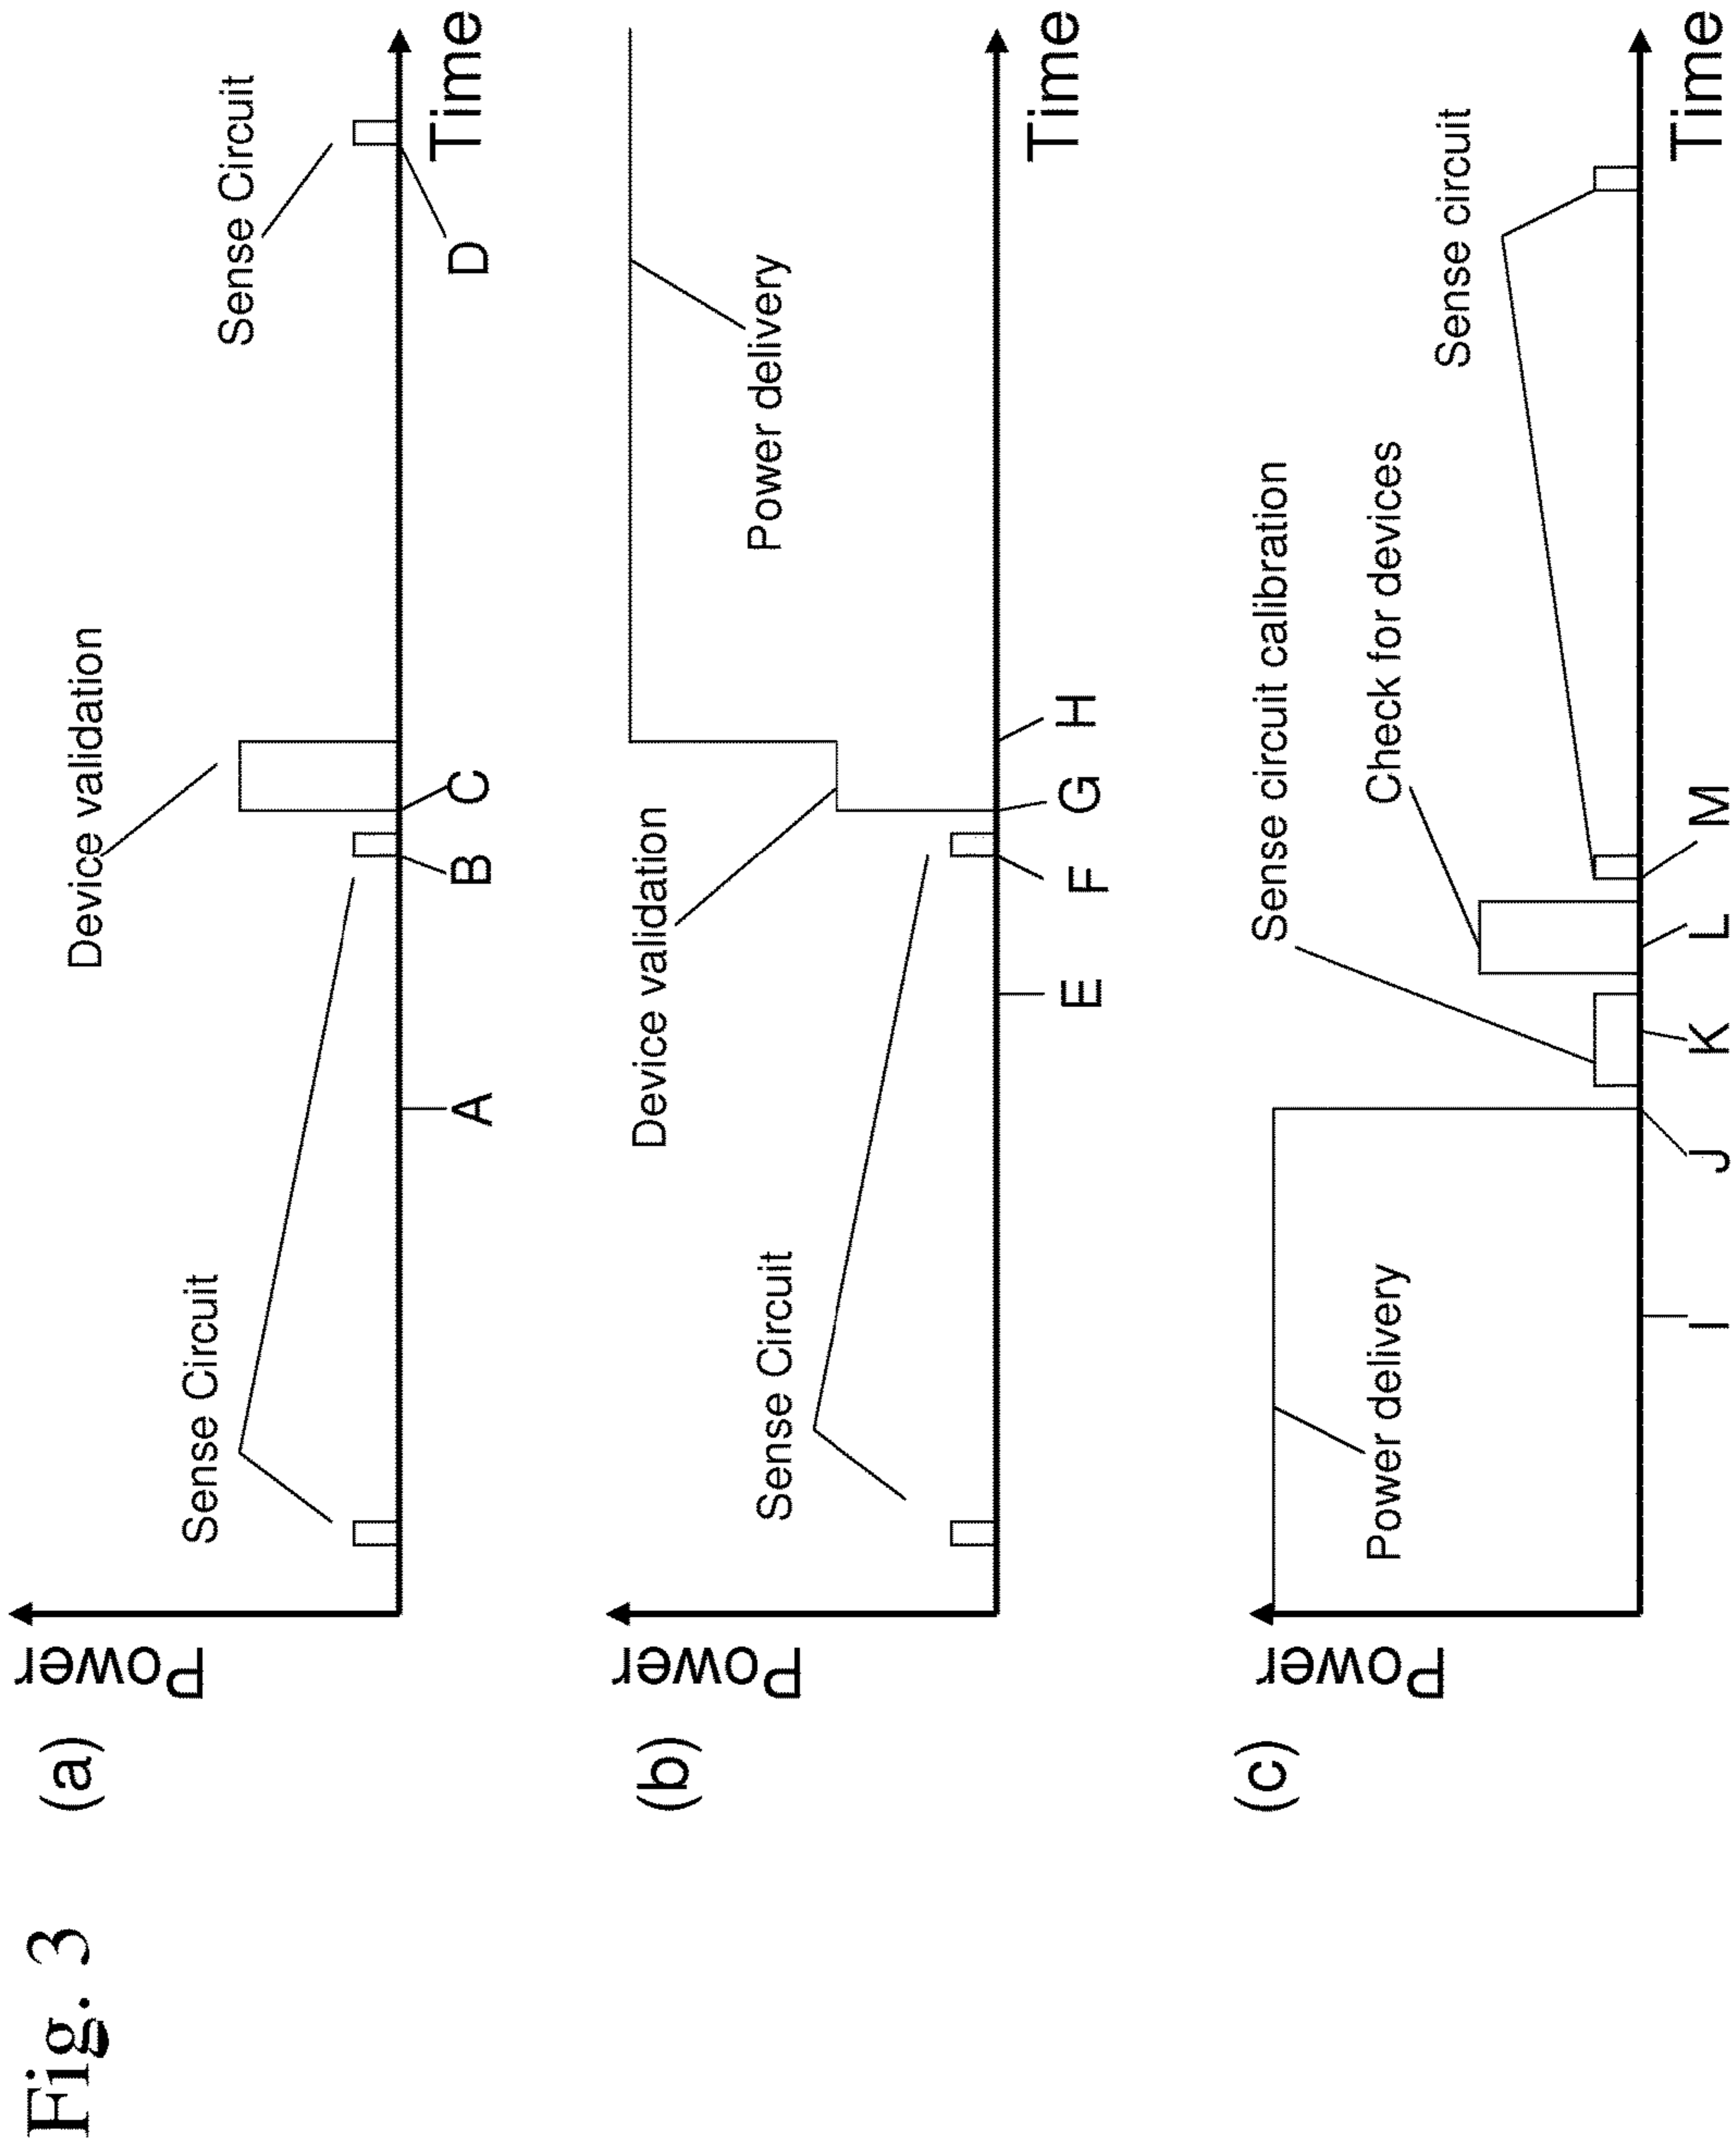 Fig. 3
(a)
Power
Device validation
Sense Circuit
Sense Circuit
A
B
C
D
Time
(b)
Power
Device validation
Sense Circuit
Power delivery
E
F
G
H
Time
(c)
Power
Sense circuit calibration
Check for devices
Power delivery
Sense circuit
I
J
K
L
M
Time